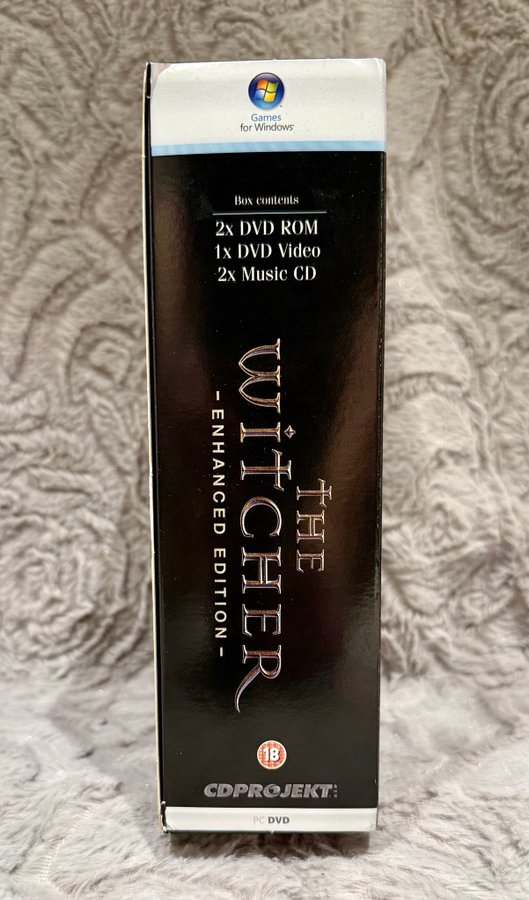 Games
for Windows
Box contents
2x DVD ROM
1x DVD Video
2x Music CD
THE
WITCHER
– ENHANCED EDITION –
18
CDPROJEKT
PC DVD